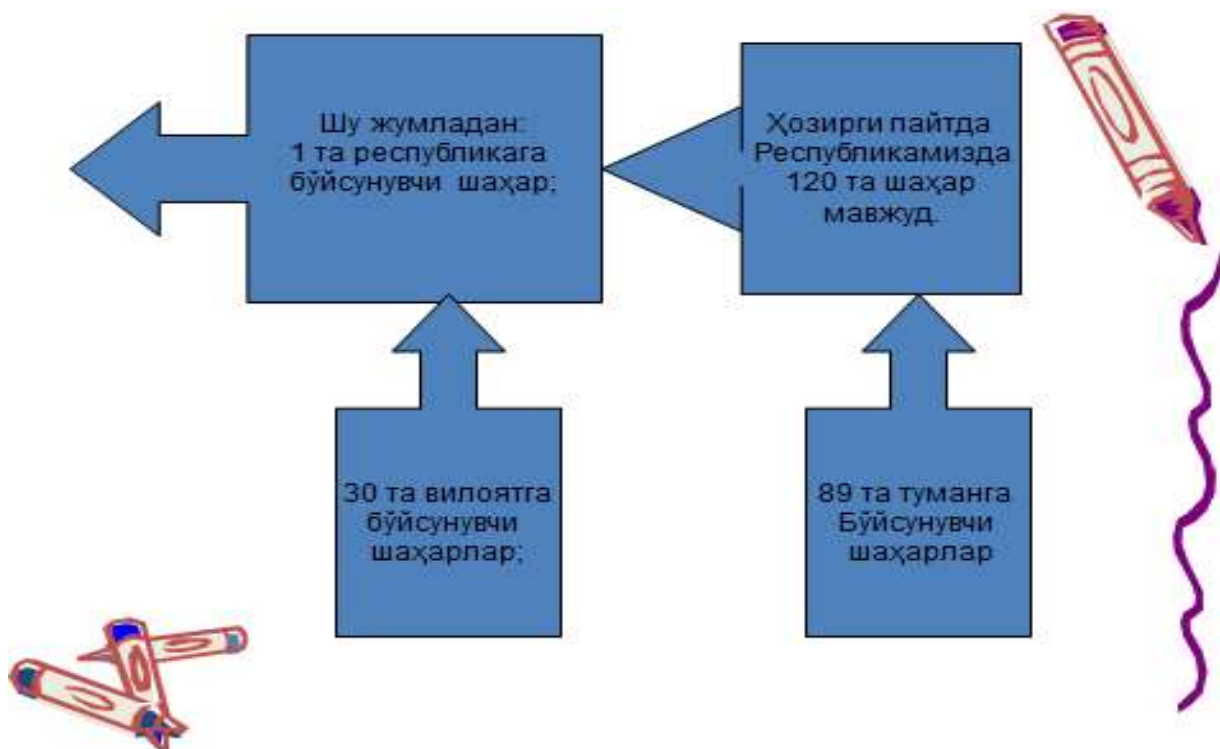 Шу жумладан:
1 та республикага
бўйсунувчи шаҳар;
Ҳозирги пайтда
Республикамизда
120 та шаҳар
мавжуд.
30 та вилоятга
бўйсунувчи
шаҳарлар;
89 та туманга
Бўйсунувчи
шаҳарлар